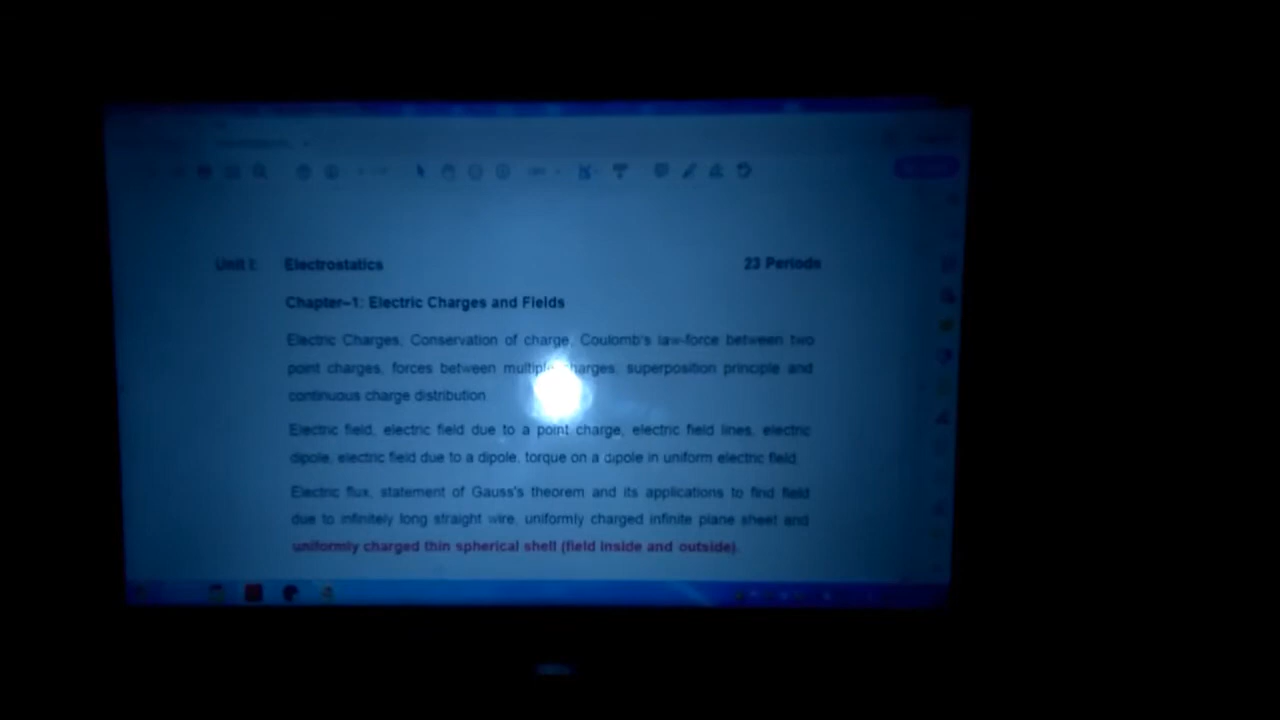 Unit I: Electrostatics 23 Periods
Chapter–1: Electric Charges and Fields
Electric Charges, Conservation of charge, Coulomb's law-force between two
point charges, forces between multiple charges, superposition principle and
continuous charge distribution
Electric field, electric field due to a point charge, electric field lines, electric
dipole, electric field due to a dipole, torque on a dipole in uniform electric field
Electric flux, statement of Gauss's theorem and its applications to find field
due to infinitely long straight wire, uniformly charged infinite plane sheet and
uniformly charged thin spherical shell (field inside and outside).